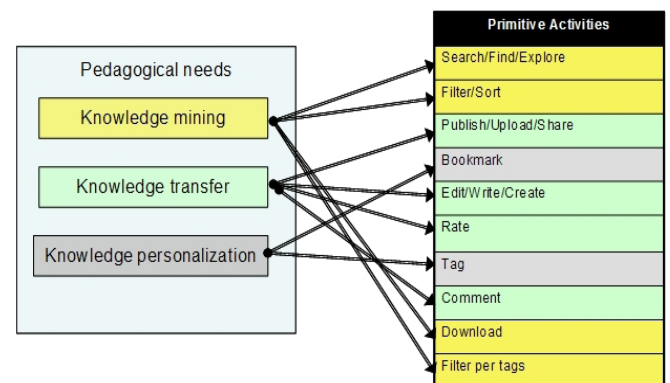 Pedagogical needs
Knowledge mining
Knowledge transfer
Knowledge personalization
Primitive Activities
Search/Find/Explore
Filter/Sort
Publish/Upload/Share
Bookmark
Edit/Write/Create
Rate
Tag
Comment
Download
Filter per tags